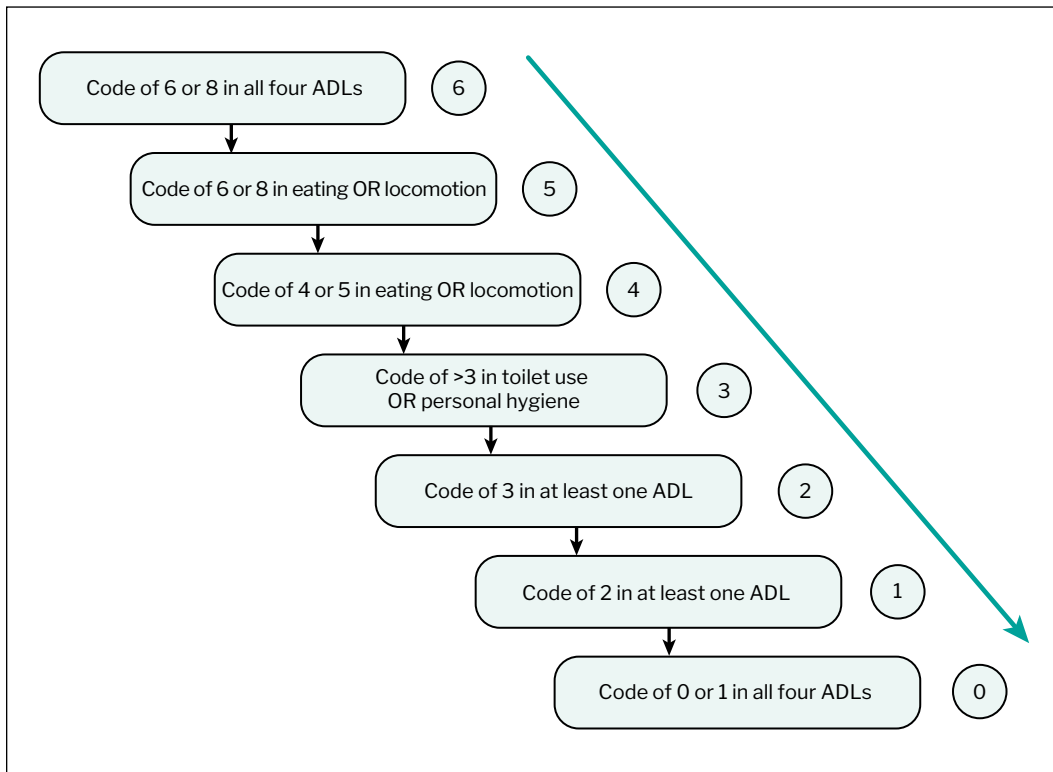 Code of 6 or 8 in all four ADLs
6
Code of 6 or 8 in eating OR locomotion
5
Code of 4 or 5 in eating OR locomotion
4
Code of >3 in toilet use
OR personal hygiene
3
Code of 3 in at least one ADL
2
Code of 2 in at least one ADL
1
Code of 0 or 1 in all four ADLs
0